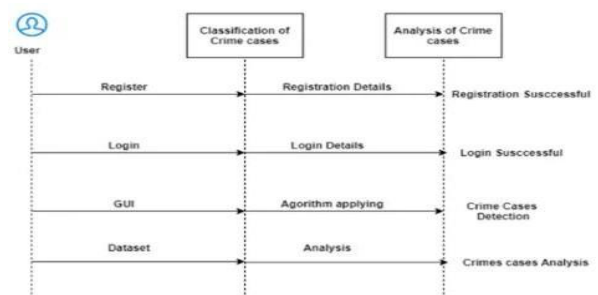 User
Classification of
Crime cases
Analysis of Crime
cases
Register
Registration Details
Registration Susccessful
Login
Login Details
Login Susccessful
GUI
Agorithm applying
Crime Cases
Detection
Dataset
Analysis
Crimes cases Analysis